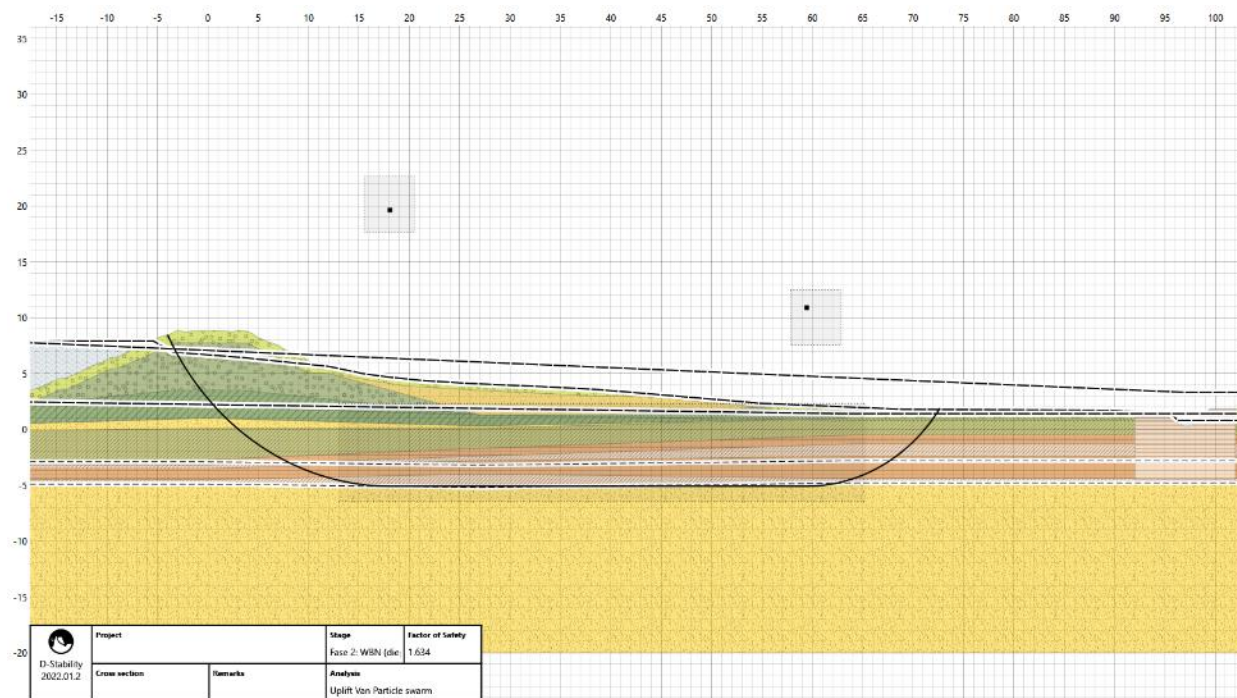 -15 -10 -5 0 5 10 15 20 25 30 35 40 45 50 55 60 65 70 75 80 85 90 95 100
35
30
25
20
15
10
5
0
-5
-10
-15
-20
D-Stability
2022.01.2
Project
Stage
Fase 2: WBN (die
Factor of Safety
1.634
Cross section
Remarks
Analysis
Uplift Van Particle swarm